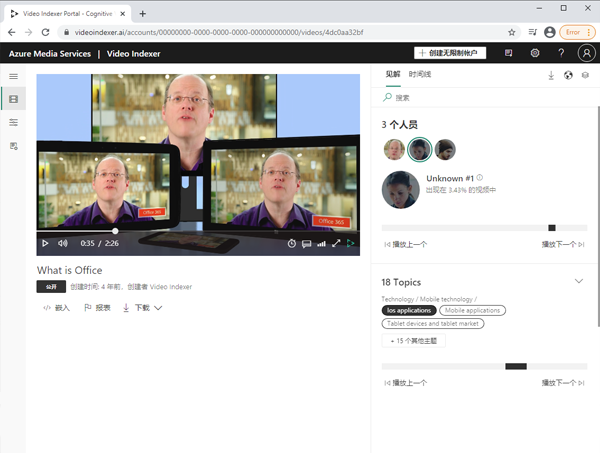 Video Indexer Portal - Cognitive
videoindexer.ai/accounts/00000000-0000-0000-0000-000000000000/videos/4dc0aa32bf
Error
Azure Media Services | Video Indexer
+ 创建无限制帐户
?
见解 时间线
搜索
3 个人员
Unknown #1
出现在 3.43% 的视频中
播放上一个 播放下一个
Office 365
Office 365
0:35 / 2:26
What is Office
公开 创建时间: 4 年前。创建者 Video Indexer
嵌入 报表 下载
18 Topics
Technology / Mobile technology /
Ios applications Mobile applications
Tablet devices and tablet market
+ 15 个其他主题
播放上一个 播放下一个